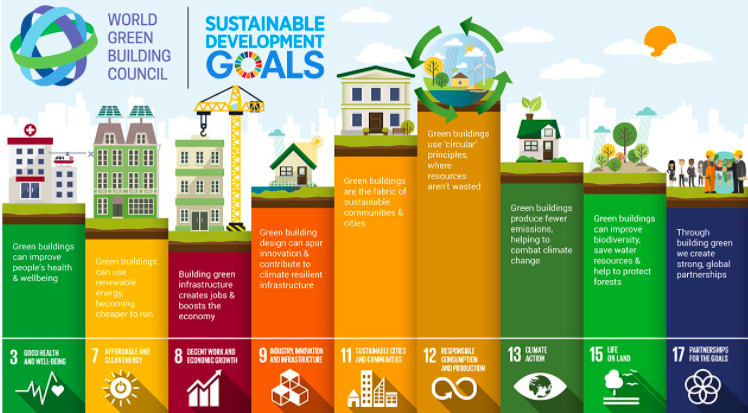 WORLD
GREEN
BUILDING
COUNCIL
SUSTAINABLE
DEVELOPMENT
GOALS
Green buildings
can improve
people's health
& wellbeing
Green buildings
can use
renewable
energy,
becoming
cheaper to run
Building green
infrastructure
creates jobs &
boosts the
economy
Green building
design can spur
innovation &
contribute to
climate resilient
infrastructure
Green buildings
are the fabric of
sustainable
communities &
cities
Green buildings
use 'circular'
principles,
where
resources
aren't wasted
Green buildings
produce fewer
emissions,
helping to
combat climate
change
Green buildings
can improve
biodiversity,
save water
resources &
help to protect
forests
Through
building green
we create
strong, global
partnerships
3 GOOD HEALTH
AND WELL-BEING
7 AFFORDABLE AND
CLEAN ENERGY
8 DECENT WORK AND
ECONOMIC GROWTH
9 INDUSTRY, INNOVATION
AND INFRASTRUCTURE
11 SUSTAINABLE CITIES
AND COMMUNITIES
12 RESPONSIBLE
CONSUMPTION
AND PRODUCTION
13 CLIMATE
ACTION
15 LIFE
ON LAND
17 PARTNERSHIPS
FOR THE GOALS